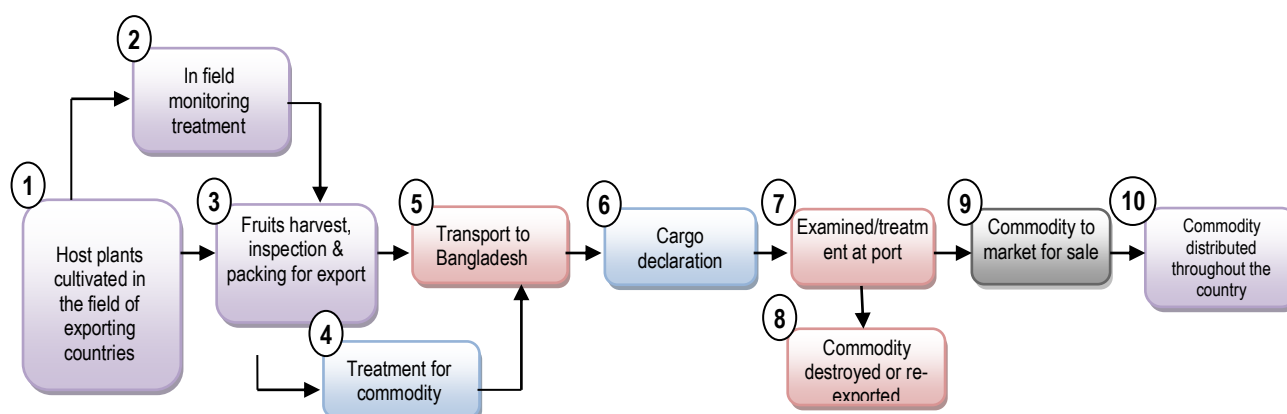 1
Host plants
cultivated in
the field of
exporting
countries
2
In field
monitoring
treatment
3
Fruits harvest,
inspection &
packing for export
4
Treatment for
commodity
5
Transport to
Bangladesh
6
Cargo
declaration
7
Examined/treatm
ent at port
8
Commodity
destroyed or re-
exported
9
Commodity to
market for sale
10
Commodity
distributed
throughout the
country